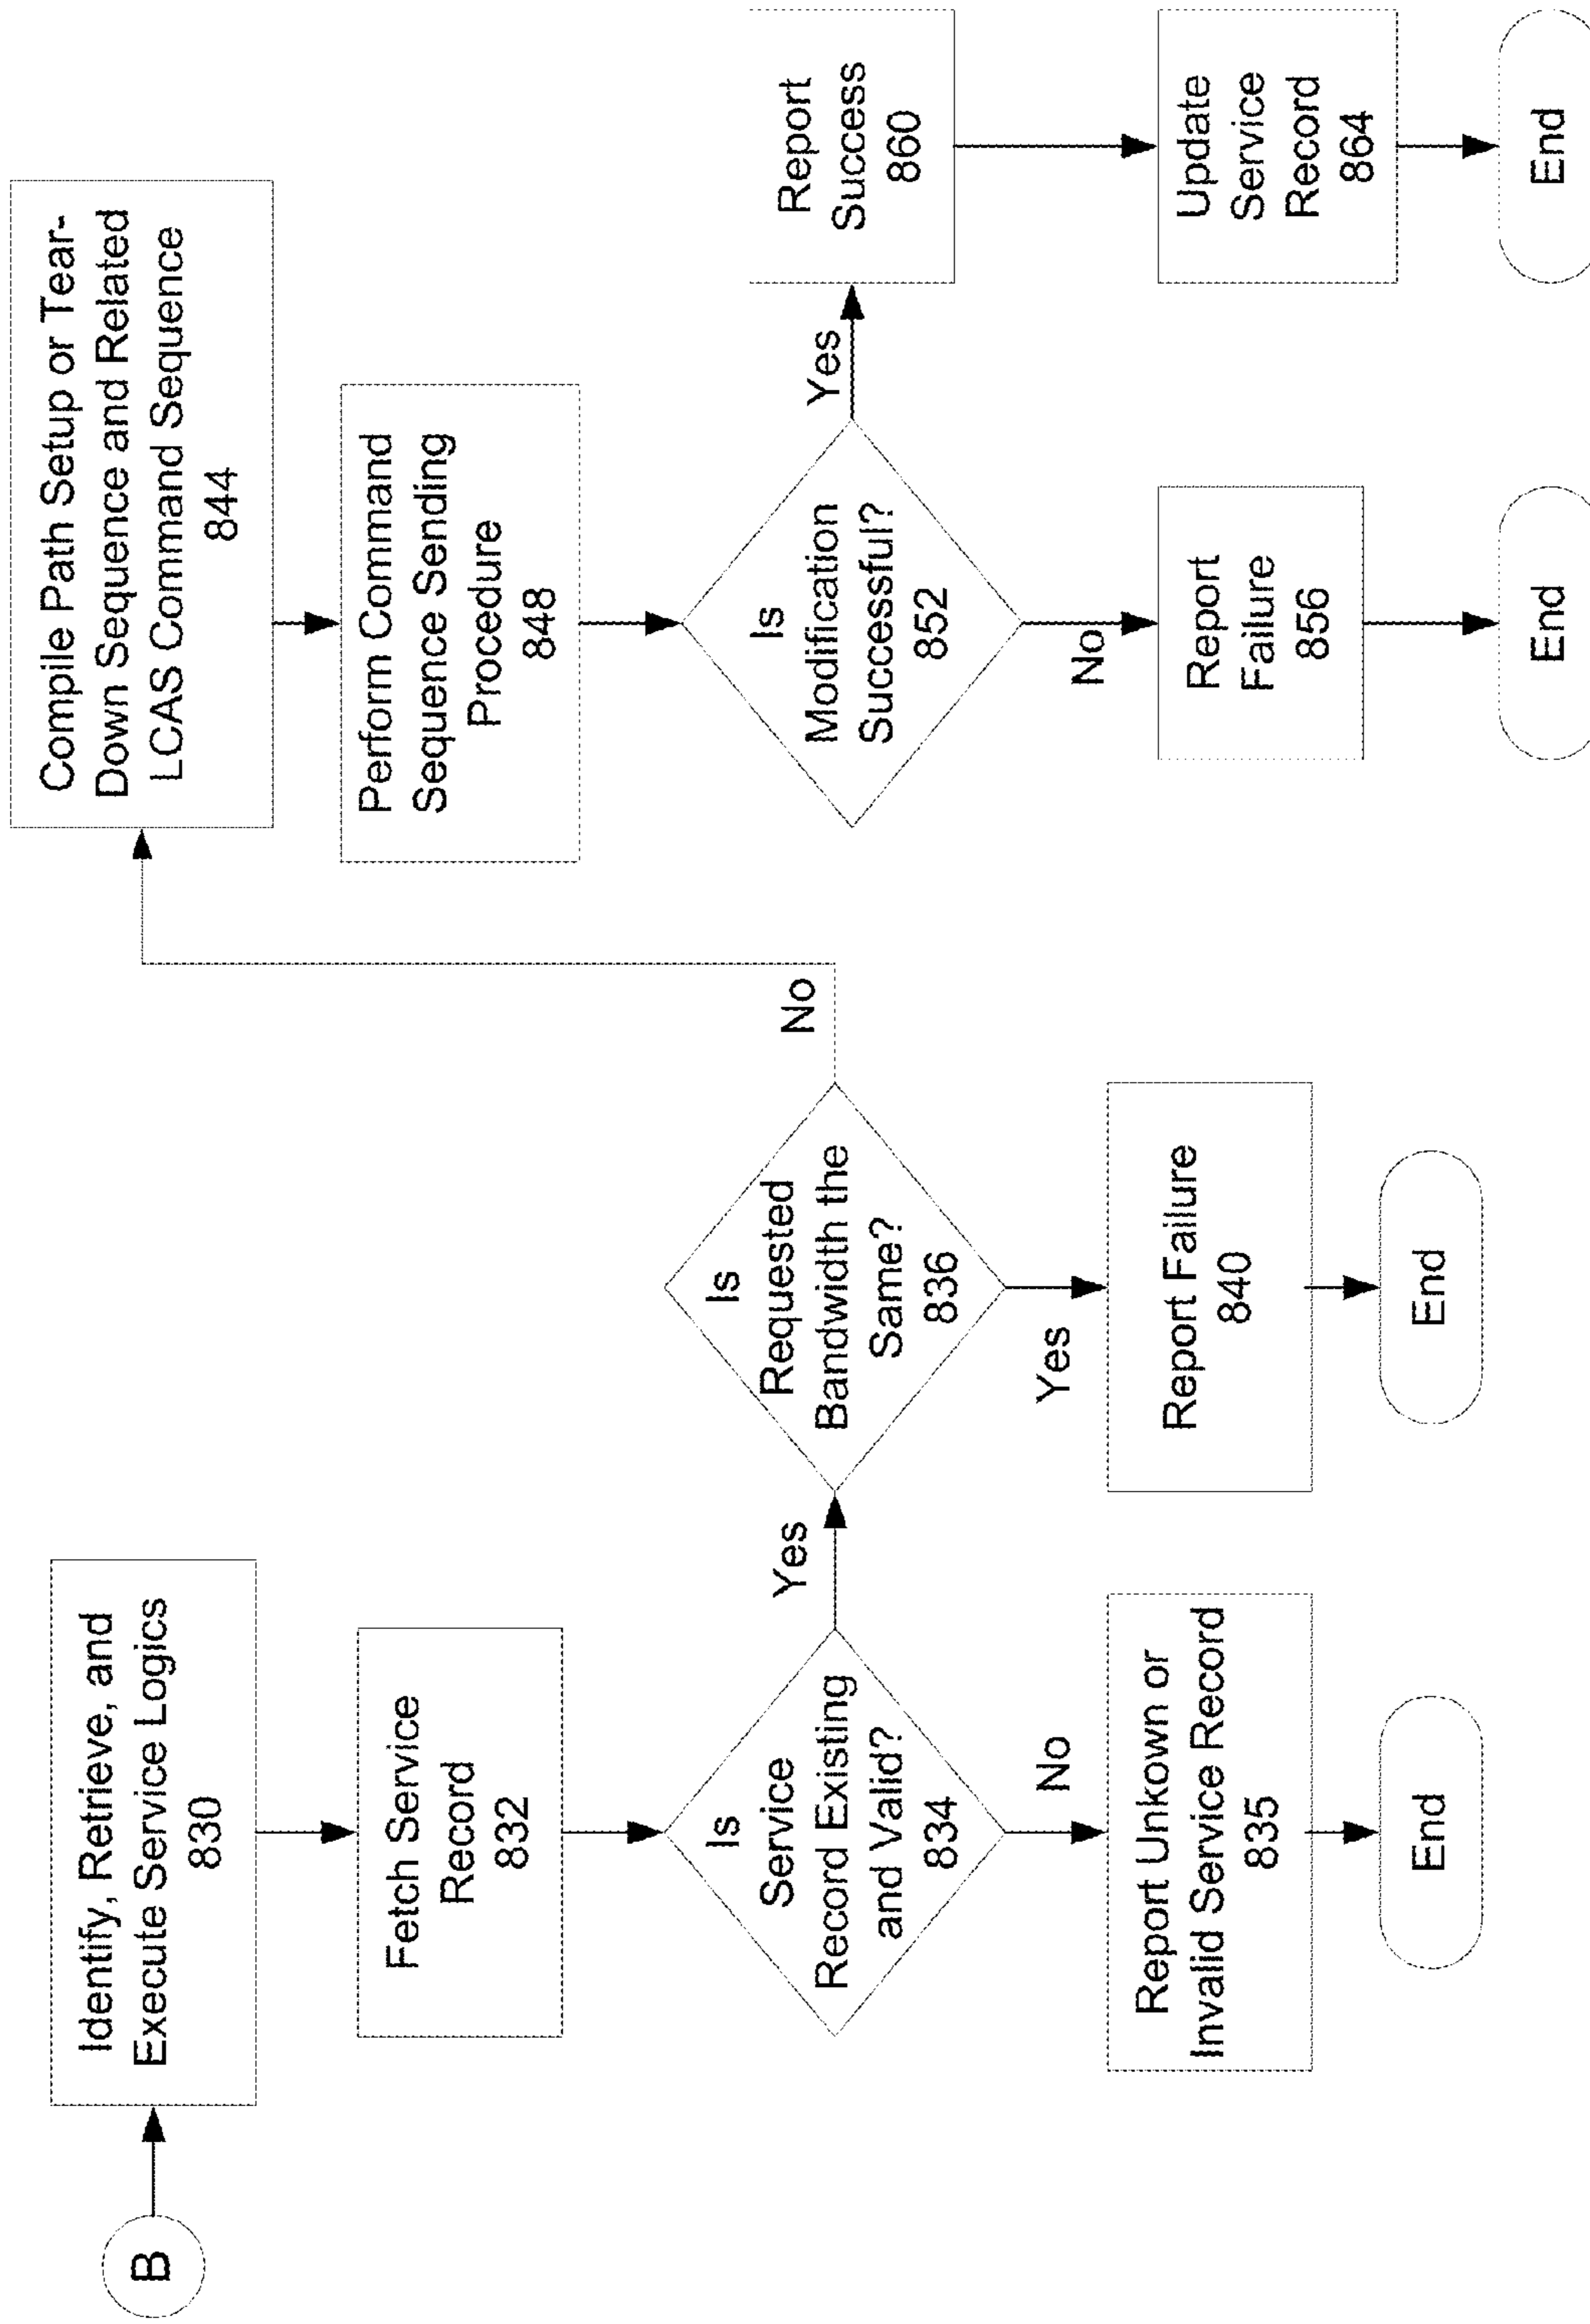 B
Identify, Retrieve, and
Execute Service Logics
830
Fetch Service
Record
832
Is
Service
Record Existing
and Valid?
834
Yes
No
Report Unkown or
Invalid Service Record
835
End
Is
Requested
Bandwidth the
Same?
836
No
Yes
Report Failure
840
End
Compile Path Setup or Tear-
Down Sequence and Related
LCAS Command Sequence
844
Perform Command
Sequence Sending
Procedure
848
Is
Modification
Successful?
852
Yes
No
Report
Failure
856
End
Report
Success
860
Update
Service
Record
864
End